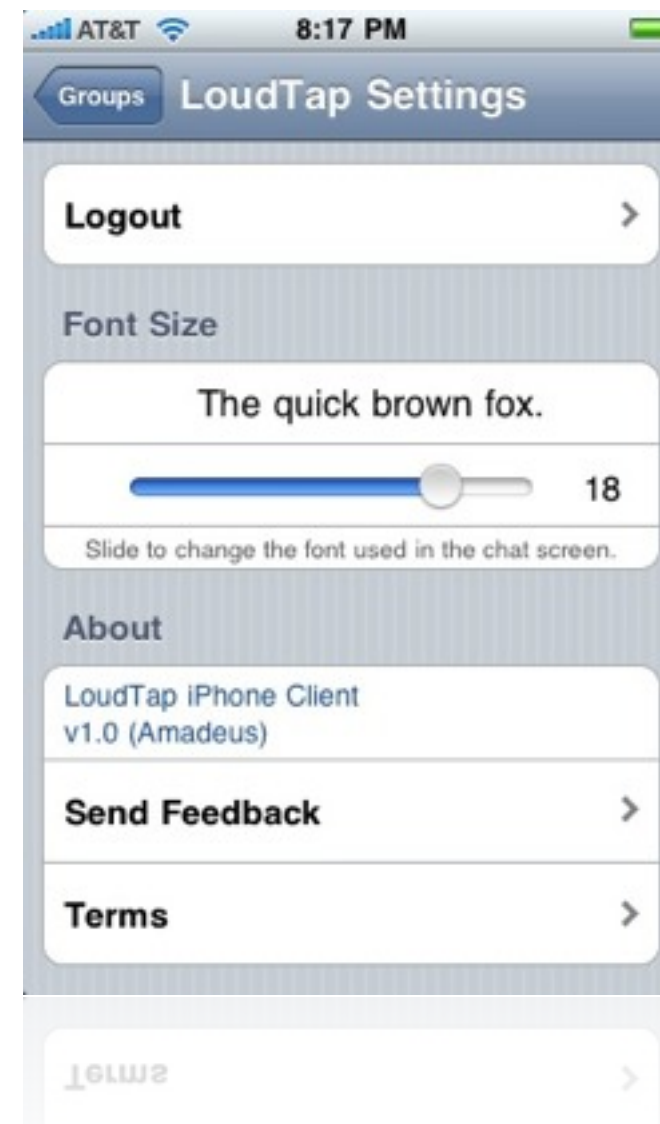 AT&T 8:17 PM
Groups LoudTap Settings
Logout
Font Size
The quick brown fox.
18
Slide to change the font used in the chat screen.
About
LoudTap iPhone Client
v1.0 (Amadeus)
Send Feedback
Terms
Terms